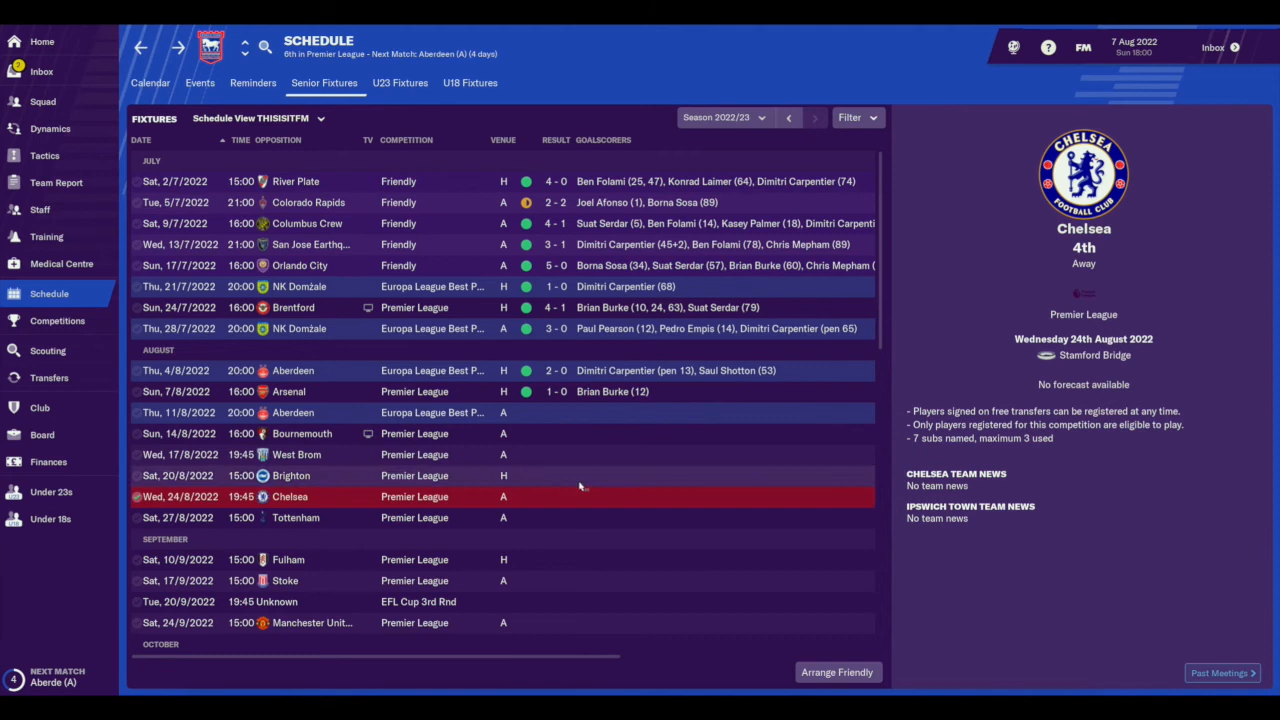 Home
2
Inbox
Squad
Dynamics
Tactics
Team Report
Staff
Training
Medical Centre
Schedule
Competitions
Scouting
Transfers
Club
Board
Finances
Under 23s
Under 18s
4
NEXT MATCH
Aberde (A)
SCHEDULE
6th in Premier League - Next Match: Aberdeen (A) (4 days)
? FM 7 Aug 2022
Sun 18:00
Inbox
Calendar Events Reminders Senior Fixtures U23 Fixtures U18 Fixtures
FIXTURES Schedule View THISISITFM Season 2022/23 Filter
DATE TIME OPPOSITION TV COMPETITION VENUE RESULT GOALSCORERS
JULY
Sat, 2/7/2022 15:00 River Plate Friendly H 4 - 0 Ben Folami (25, 47), Konrad Laimer (64), Dimitri Carpentier (74)
Tue, 5/7/2022 21:00 Colorado Rapids Friendly A 2 - 2 Joel Afonso (1), Borna Sosa (89)
Sat, 9/7/2022 16:00 Columbus Crew Friendly A 4 - 1 Suat Serdar (5), Ben Folami (14), Kasey Palmer (18), Dimitri Carpenti
Wed, 13/7/2022 21:00 San Jose Earthq... Friendly A 3 - 1 Dimitri Carpentier (45+2), Ben Folami (78), Chris Mepham (89)
Sun, 17/7/2022 16:00 Orlando City Friendly A 5 - 0 Borna Sosa (34), Suat Serdar (57), Brian Burke (60), Chris Mepham (
Thu, 21/7/2022 20:00 NK Domžale Europa League Best P... H 1 - 0 Dimitri Carpentier (68)
Sun, 24/7/2022 16:00 Brentford Premier League H 4 - 1 Brian Burke (10, 24, 63), Suat Serdar (79)
Thu, 28/7/2022 20:00 NK Domžale Europa League Best P... A 3 - 0 Paul Pearson (12), Pedro Empis (14), Dimitri Carpentier (pen 65)
AUGUST
Thu, 4/8/2022 20:00 Aberdeen Europa League Best P... H 2 - 0 Dimitri Carpentier (pen 13), Saul Shotton (53)
Sun, 7/8/2022 16:00 Arsenal Premier League H 1 - 0 Brian Burke (12)
Thu, 11/8/2022 20:00 Aberdeen Europa League Best P... A
Sun, 14/8/2022 16:00 Bournemouth Premier League A
Wed, 17/8/2022 19:45 West Brom Premier League A
Sat, 20/8/2022 15:00 Brighton Premier League H
Wed, 24/8/2022 19:45 Chelsea Premier League A
Sat, 27/8/2022 15:00 Tottenham Premier League A
SEPTEMBER
Sat, 10/9/2022 15:00 Fulham Premier League H
Sat, 17/9/2022 15:00 Stoke Premier League A
Tue, 20/9/2022 19:45 Unknown EFL Cup 3rd Rnd
Sat, 24/9/2022 15:00 Manchester Unit... Premier League A
OCTOBER
Arrange Friendly
CHELSEA
FOOTBALL CLUB
Chelsea
4th
Away
Premier League
Wednesday 24th August 2022
Stamford Bridge
No forecast available
- Players signed on free transfers can be registered at any time.
- Only players registered for this competition are eligible to play.
- 7 subs named, maximum 3 used
CHELSEA TEAM NEWS
No team news
IPSWICH TOWN TEAM NEWS
No team news
Past Meetings